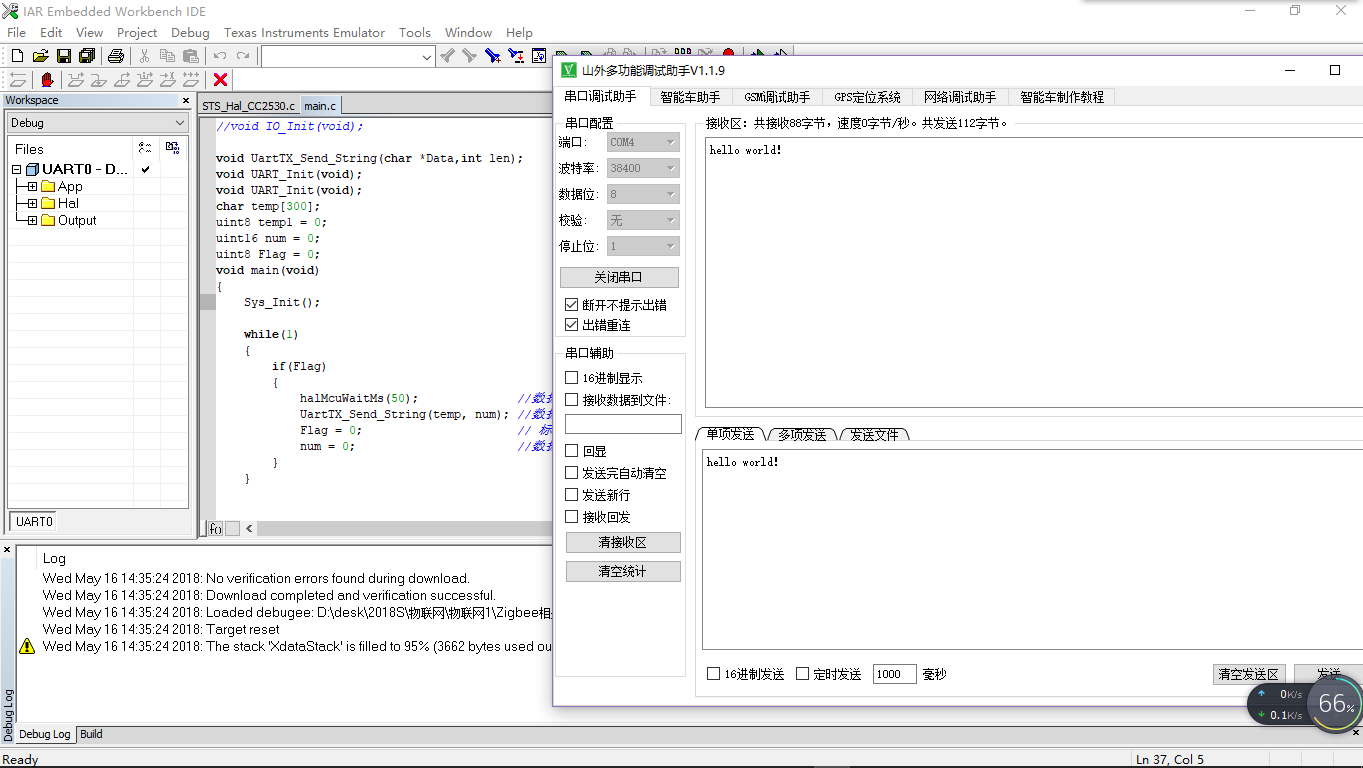 IAR Embedded Workbench IDE
File Edit View Project Debug Texas Instruments Emulator Tools Window Help
Workspace
Debug
Files
UART0 - D...
App
Hal
Output
UART0
STS_Hal_CC2530.c main.c
//void IO_Init(void);
void UartTX_Send_String(char *Data,int len);
void UART_Init(void);
void UART_Init(void);
char temp[300];
uint8 temp1 = 0;
uint16 num = 0;
uint8 Flag = 0;
void main(void)
{
Sys_Init();
while(1)
{
if(Flag)
{
halMcuWaitMs(50); //数据
UartTX_Send_String(temp, num); //数据
Flag = 0; // 标
num = 0; //数据
}
}
f()
山外多功能调试助手V1.1.9
串口调试助手 智能车助手 GSM调试助手 GPS定位系统 网络调试助手 智能车制作教程
串口配置
端口: COM4
波特率: 38400
数据位: 8
校验: 无
停止位: 1
关闭串口
断开不提示出错
出错重连
串口辅助
16进制显示
接收数据到文件:
回显
发送完自动清空
发送新行
接收回发
清接收区
清空统计
接收区：共接收88字节，速度0字节/秒。共发送112字节。
hello world!
单项发送 多项发送 发送文件
hello world!
16进制发送 定时发送 1000 毫秒 清空发送区 发送
0K/s
0.1K/s
66%
Log
Wed May 16 14:35:24 2018: No verification errors found during download.
Wed May 16 14:35:24 2018: Download completed and verification successful.
Wed May 16 14:35:24 2018: Loaded debugee: D:\desk\2018S\物联网\物联网1\Zigbee相
Wed May 16 14:35:24 2018: Target reset
Wed May 16 14:35:24 2018: The stack 'XdataStack' is filled to 95% (3662 bytes used ou
Debug Log
Debug Log Build
Ready Ln 37, Col 5